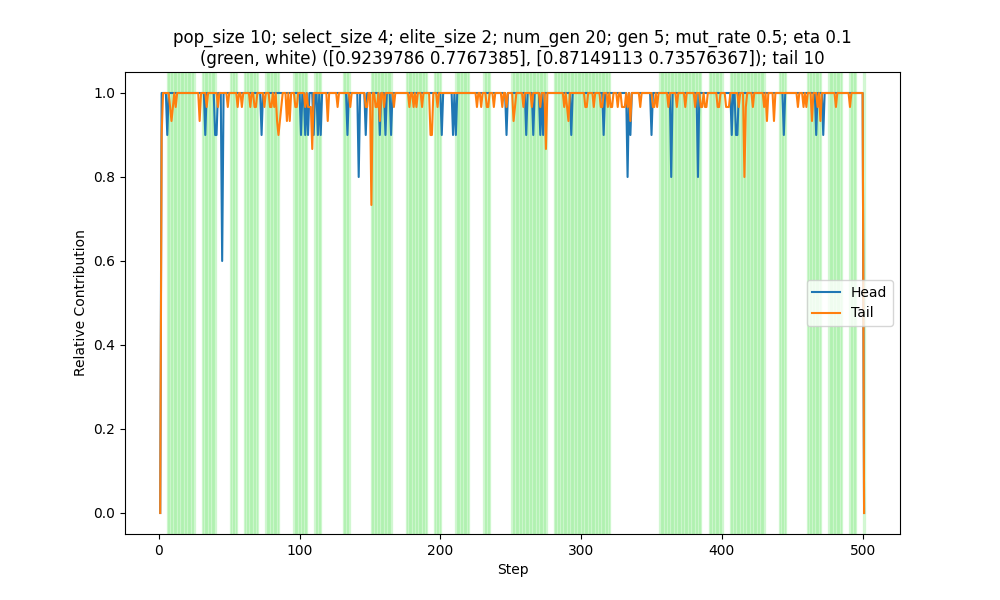 pop_size 10; select_size 4; elite_size 2; num_gen 20; gen 5; mut_rate 0.5; eta 0.1
(green, white) ([0.9239786 0.7767385], [0.87149113 0.73576367]); tail 10
1.0
0.8
0.6
0.4
0.2
0.0
Relative Contribution
Head
Tail
0
100
200
300
400
500
Step